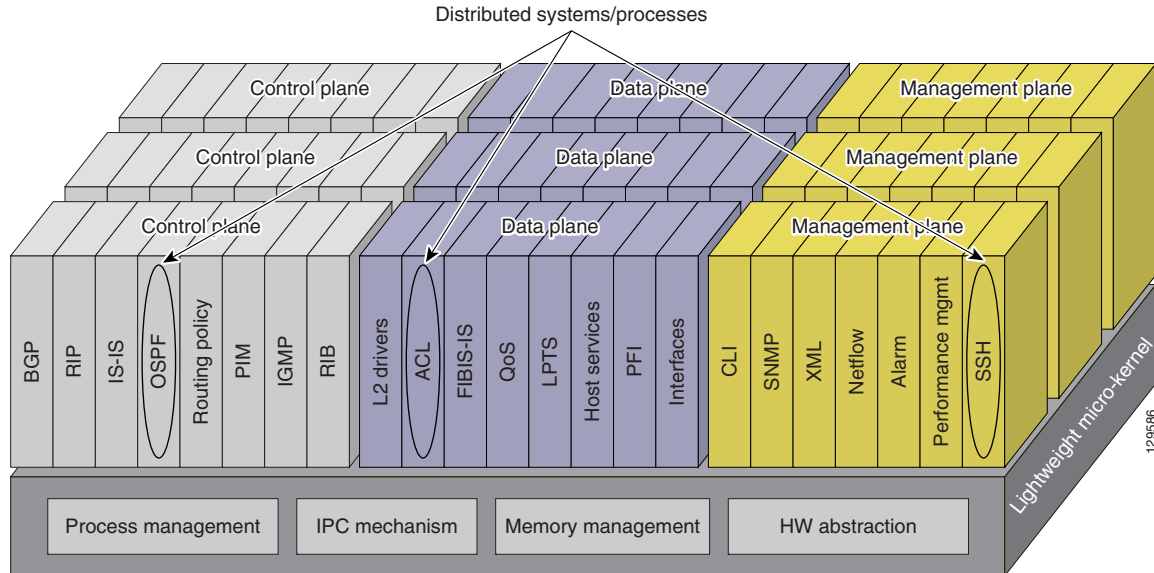 Distributed systems/processes
Control plane
Data plane
Management plane
Control plane
Data plane
Management plane
Control plane
Data plane
Management plane
BGP
RIP
IS-IS
OSPF
Routing policy
PIM
IGMP
RIB
L2 drivers
ACL
FIBIS-IS
QoS
LPTS
Host services
PFI
Interfaces
CLI
SNMP
XML
Netflow
Alarm
Performance mgmt
SSH
Lightweight micro-kernel
129586
Process management
IPC mechanism
Memory management
HW abstraction